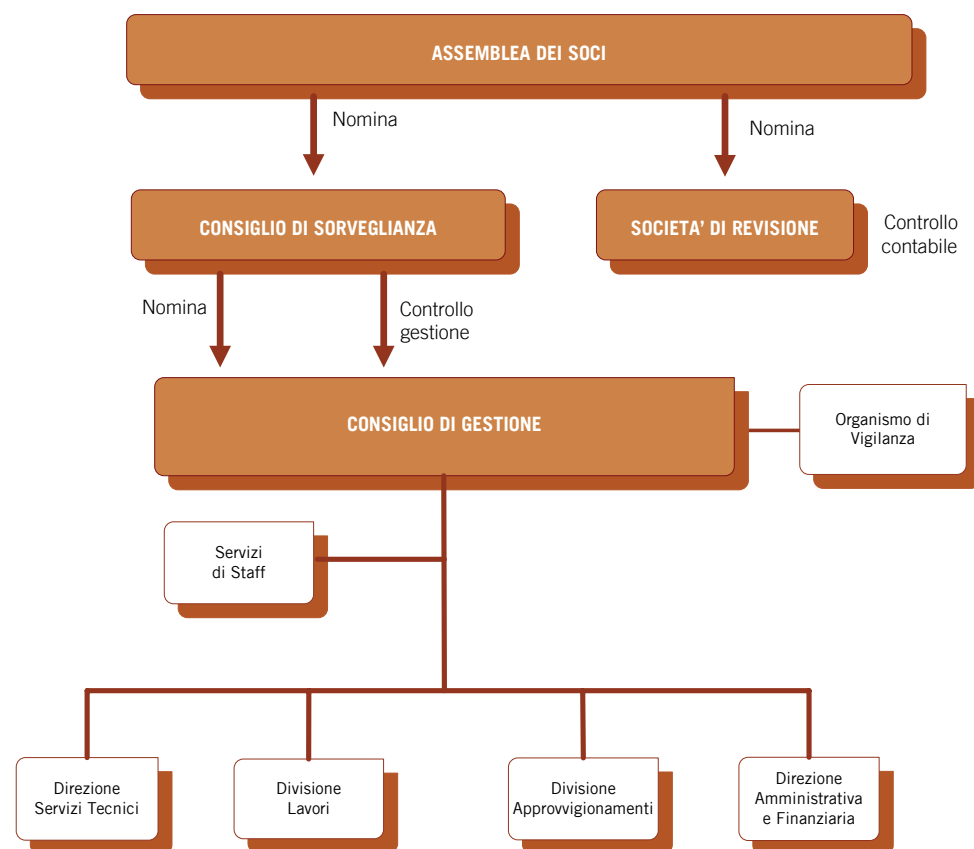 ASSEMBLEA DEI SOCI
Nomina
Nomina
CONSIGLIO DI SORVEGLIANZA
SOCIETA' DI REVISIONE
Controllo
contabile
Nomina
Controllo
gestione
CONSIGLIO DI GESTIONE
Organismo di
Vigilanza
Servizi
di Staff
Direzione
Servizi Tecnici
Divisione
Lavori
Divisione
Approvvigionamenti
Direzione
Amministrativa
e Finanziaria